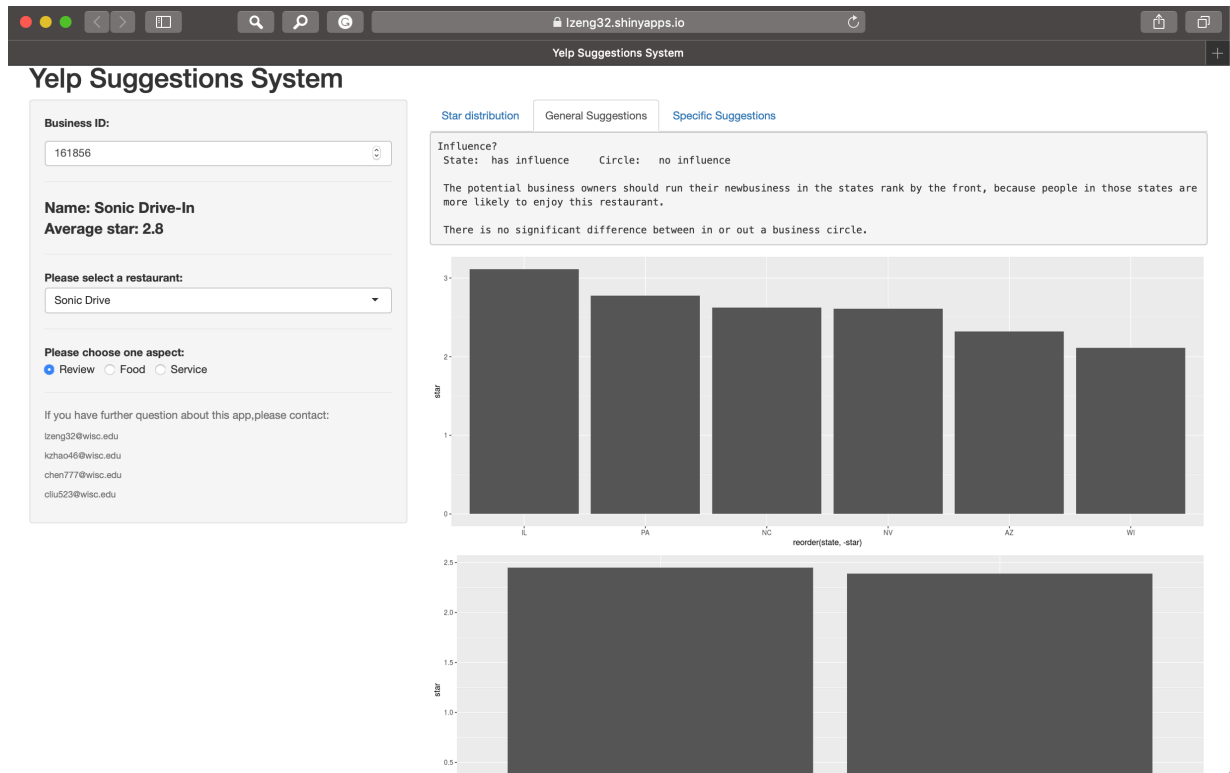 lzeng32.shinyapps.io
Yelp Suggestions System
Yelp Suggestions System
Business ID:
161856
Name: Sonic Drive-In
Average star: 2.8
Please select a restaurant:
Sonic Drive
Please choose one aspect:
Review Food Service
If you have further question about this app,please contact:
lzeng32@wisc.edu
kzhao46@wisc.edu
chen777@wisc.edu
cliu523@wisc.edu
Star distribution General Suggestions Specific Suggestions
Influence?
State: has influence Circle: no influence
The potential business owners should run their newbusiness in the states rank by the front, because people in those states are
more likely to enjoy this restaurant.
There is no significant difference between in or out a business circle.
3
2
star
1
0
IL PA NC NV AZ WI
reorder(state, -star)
2.5
2.0
1.5
star
1.0
0.5